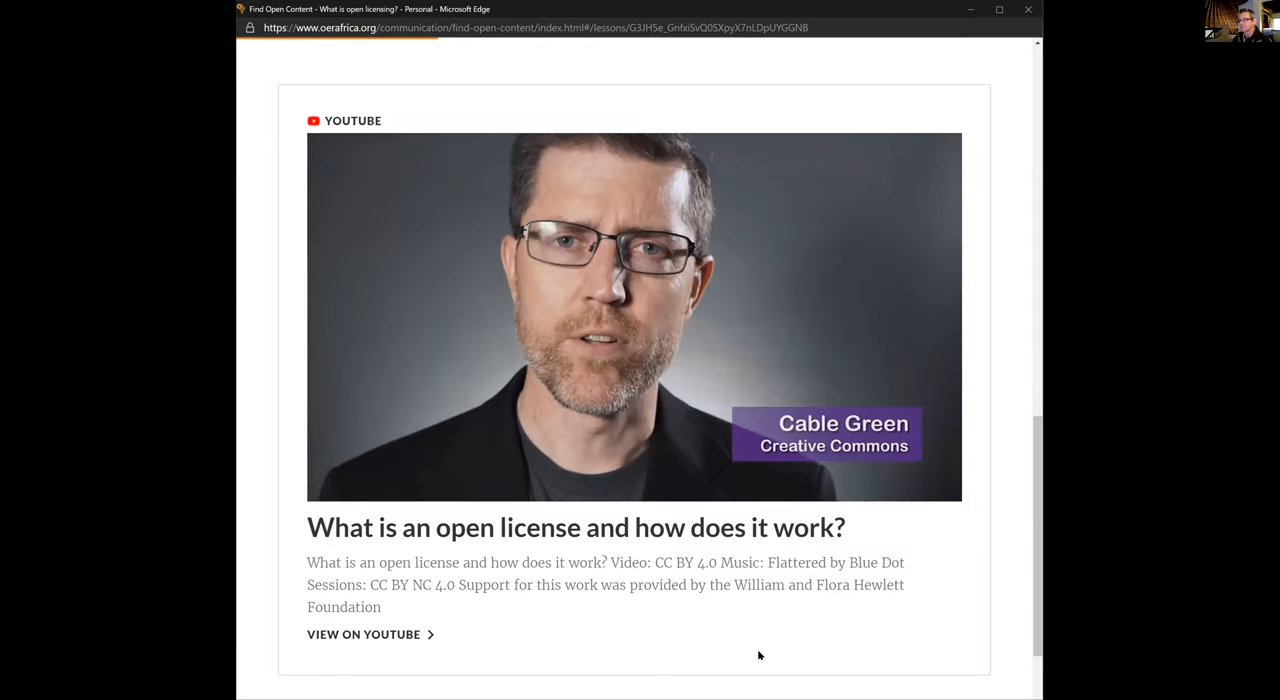 Find Open Content - What is open licensing? - Personal - Microsoft Edge
https://www.oerafrica.org/communication/find-open-content/index.html#/lessons/G3JH5e_GnfxiSvQ0SXpyX7nLDpUYGGNB
YOUTUBE
Cable Green
Creative Commons
What is an open license and how does it work?
What is an open license and how does it work? Video: CC BY 4.0 Music: Flattered by Blue Dot
Sessions: CC BY NC 4.0 Support for this work was provided by the William and Flora Hewlett
Foundation
VIEW ON YOUTUBE